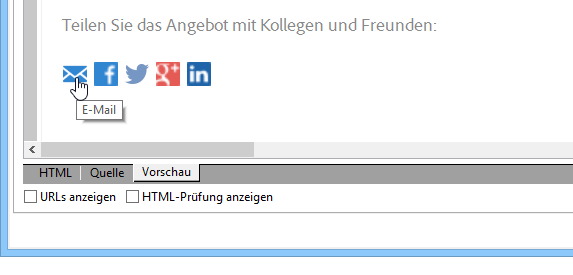 Teilen Sie das Angebot mit Kollegen und Freunden:
f g+ in
E-Mail
HTML Quelle Vorschau
URLs anzeigen HTML-Prüfung anzeigen